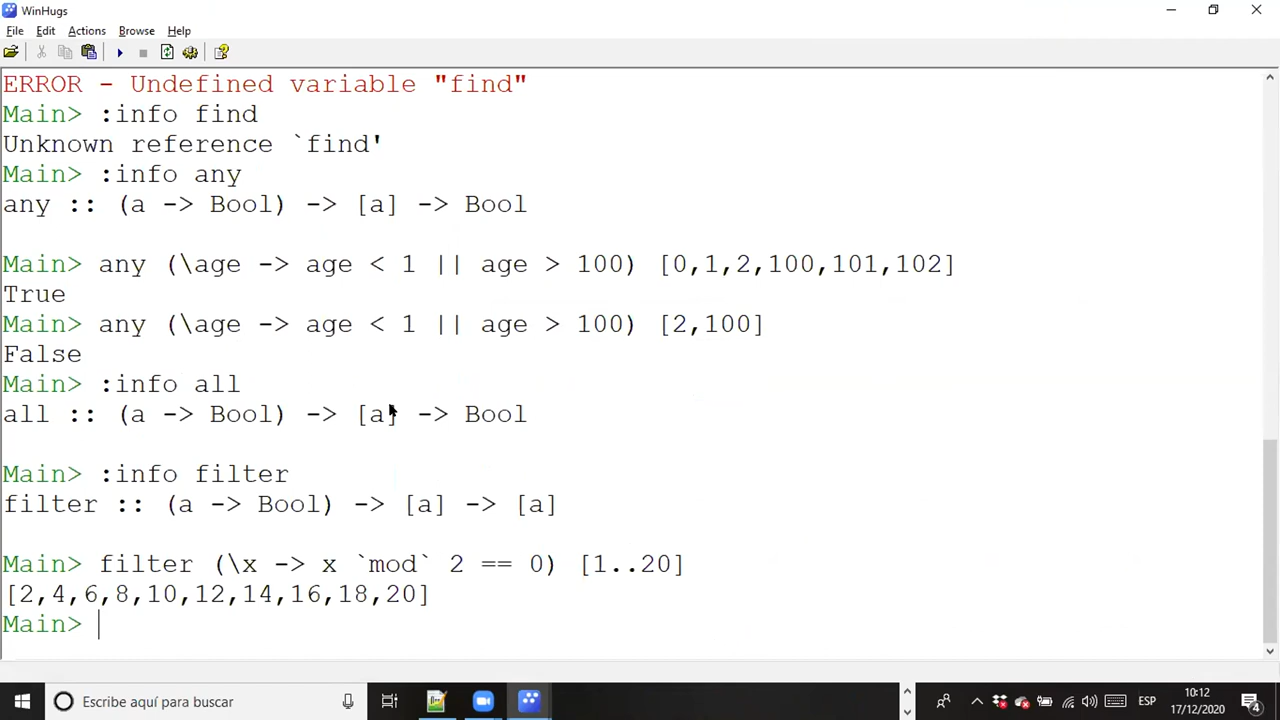 WinHugs
File Edit Actions Browse Help
ERROR - Undefined variable "find"
Main> :info find
Unknown reference `find'
Main> :info any
any :: (a -> Bool) -> [a] -> Bool
Main> any (\age -> age < 1 || age > 100) [0,1,2,100,101,102]
True
Main> any (\age -> age < 1 || age > 100) [2,100]
False
Main> :info all
all :: (a -> Bool) -> [a] -> Bool
Main> :info filter
filter :: (a -> Bool) -> [a] -> [a]
Main> filter (\x -> x `mod` 2 == 0) [1..20]
[2,4,6,8,10,12,14,16,18,20]
Main>
Escribe aquí para buscar
ESP
10:12
17/12/2020
4